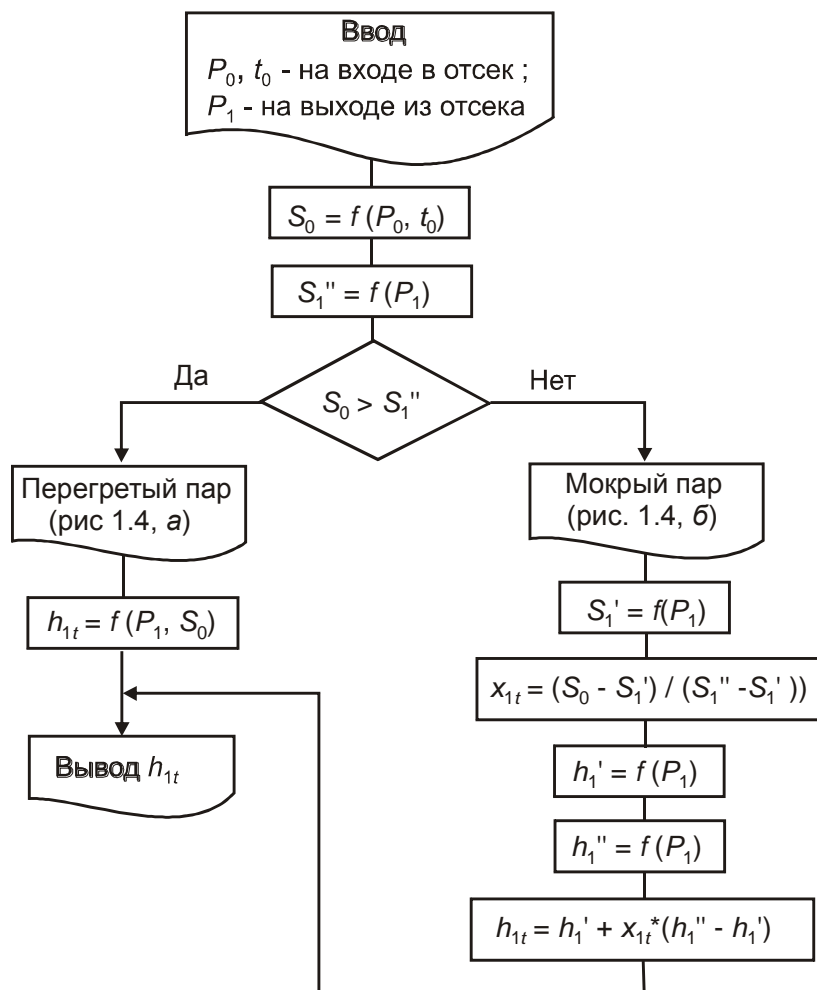 Ввод
P₀, t₀ - на входе в отсек ;
P₁ - на выходе из отсека
S₀ = f (P₀, t₀)
S₁'' = f (P₁)
Да
S₀ > S₁''
Нет
Перегретый пар
(рис 1.4, а)
h₁ₜ = f (P₁, S₀)
Вывод h₁ₜ
Мокрый пар
(рис. 1.4, б)
S₁' = f(P₁)
x₁ₜ = (S₀ - S₁') / (S₁'' -S₁' ))
h₁' = f (P₁)
h₁'' = f (P₁)
h₁ₜ = h₁' + x₁ₜ*(h₁'' - h₁')